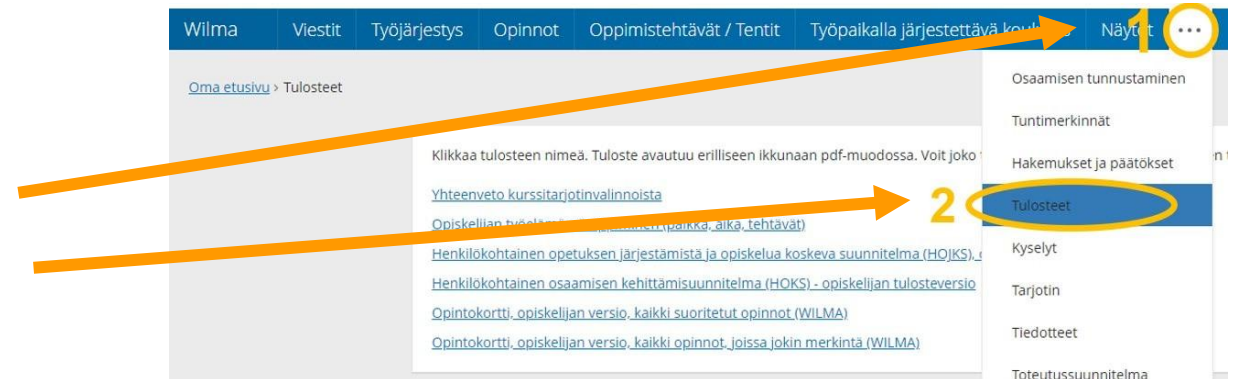 Wilma Viestit Työjärjestys Opinnot Oppimistehtävät / Tentit Työpaikalla järjestettävä Näytöt 1 ...
Oma etusivu > Tulosteet
Klikkaa tulosteen nimeä. Tuloste avautuu erilliseen ikkunaan pdf-muodossa. Voit joko
Yhteenveto kurssitarjotinvalinnoista
Opiskelijan (paikka, aika, tehtävät)
Henkilökohtainen opetuksen järjestämistä ja opiskelua koskeva suunnitelma (HOJKS),
Henkilökohtainen osaamisen kehittämisuunnitelma (HOKS) - opiskelijan tulosteversio
Opintokortti, opiskelijan versio, kaikki suoritetut opinnot (WILMA)
Opintokortti, opiskelijan versio, kaikki opinnot, joissa jokin merkintä (WILMA)
Osaamisen tunnustaminen
Tuntimerkinnät
Hakemukset ja päätökset
2 Tulosteet
Kyselyt
Tarjotin
Tiedotteet
Toteutussuunnitelma